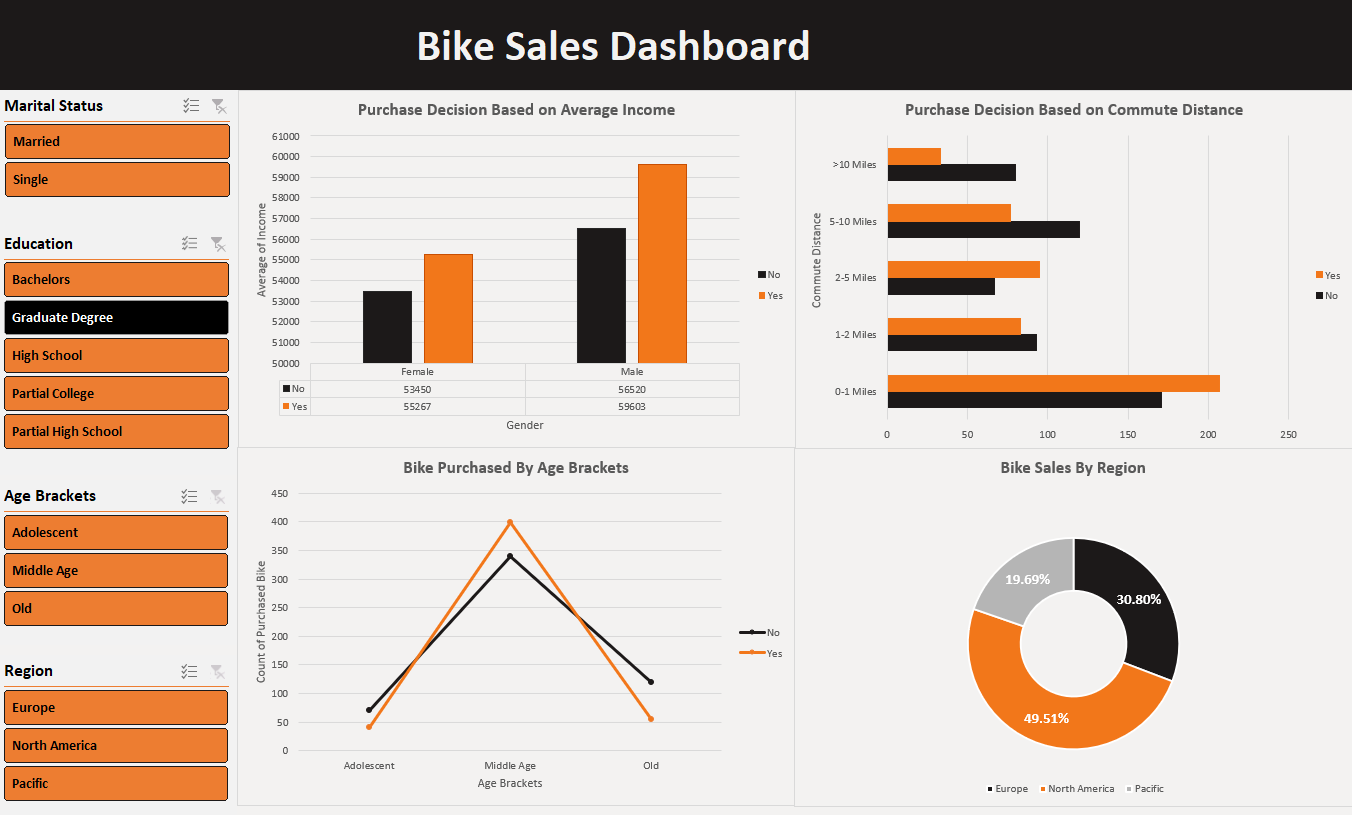 Bike Sales Dashboard
Marital Status
Married
Single
Education
Bachelors
Graduate Degree
High School
Partial College
Partial High School
Age Brackets
Adolescent
Middle Age
Old
Region
Europe
North America
Pacific
Purchase Decision Based on Average Income
Average of Income
61000
60000
59000
58000
57000
56000
55000
54000
53000
52000
51000
50000
Female Male
No 53450 56520
Yes 55267 59603
Gender
No
Yes
Purchase Decision Based on Commute Distance
Commute Distance
>10 Miles
5-10 Miles
2-5 Miles
1-2 Miles
0-1 Miles
0 50 100 150 200 250
Yes
No
Bike Purchased By Age Brackets
Count of Purchased Bike
450
400
350
300
250
200
150
100
50
0
Adolescent Middle Age Old
Age Brackets
No
Yes
Bike Sales By Region
19.69%
30.80%
49.51%
Europe North America Pacific